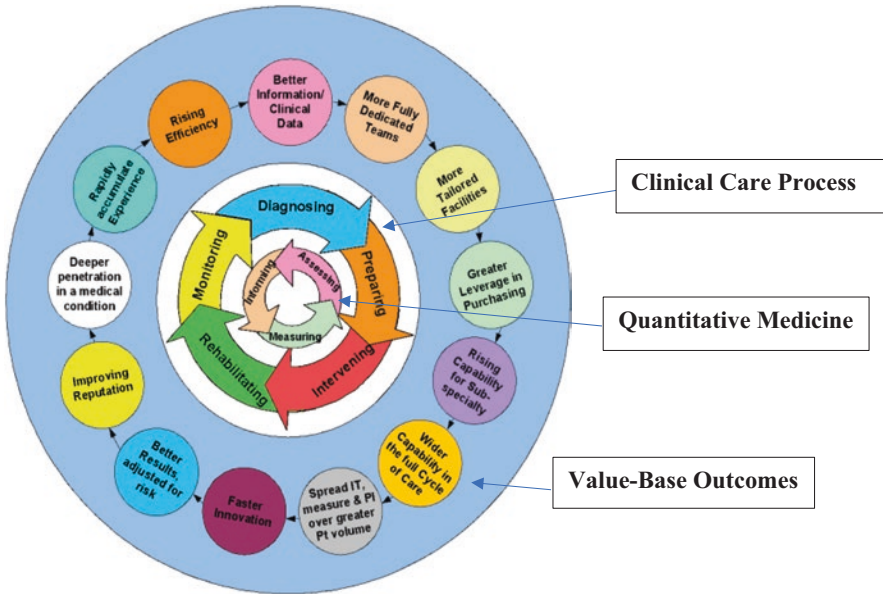 Better
Information/
Clinical
Data
More Fully
Dedicated
Teams
More
Tailored
Facilities
Greater
Leverage in
Purchasing
Rising
Capability
for Sub-
specialty
Wider
Capability in
the full Cycle
of Care
Spread IT,
measure & PI
over greater
Pt volume
Faster
Innovation
Better
Results,
adjusted for
risk
Improving
Reputation
Deeper
penetration
in a medical
condition
Rapidly
accumulate
Experience
Rising
Efficiency
Diagnosing
Preparing
Intervening
Rehabilitating
Monitoring
Assessing
Measuring
Informing
Clinical Care Process
Quantitative Medicine
Value-Base Outcomes